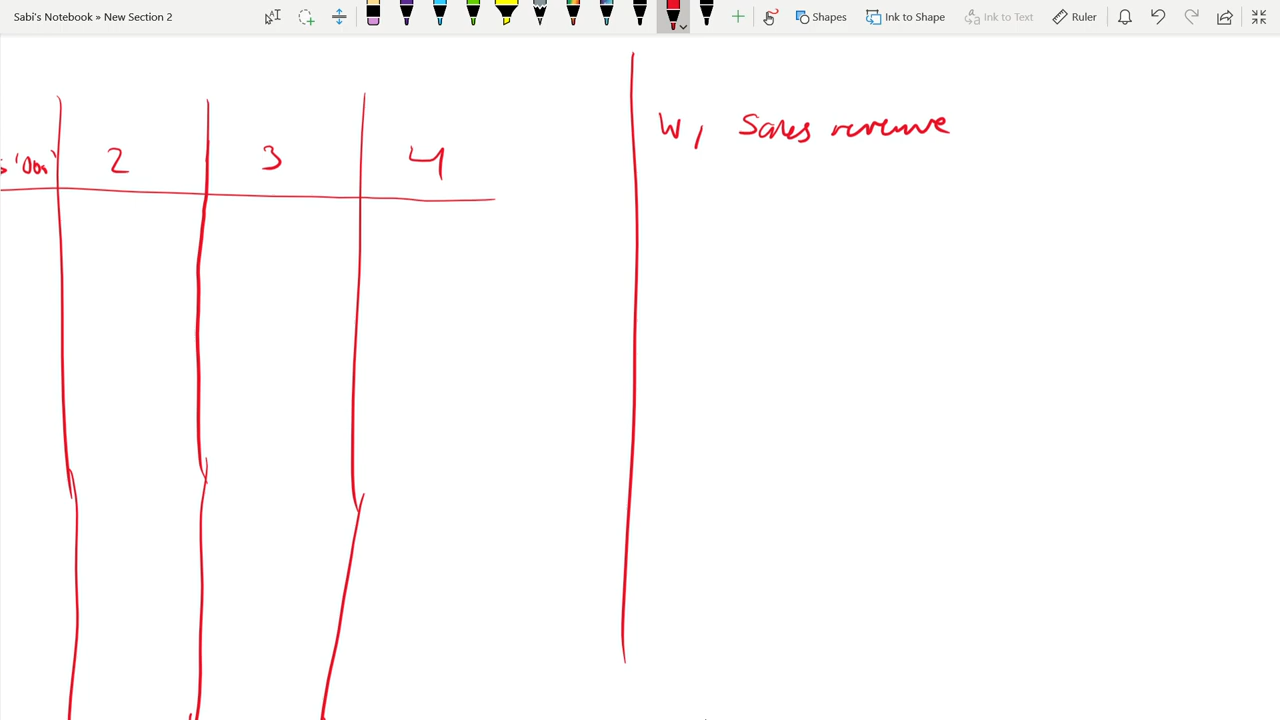 Sabi's Notebook » New Section 2
Shapes
Ink to Shape
Ink to Text
Ruler
W1 Sales revenue
2 3 4